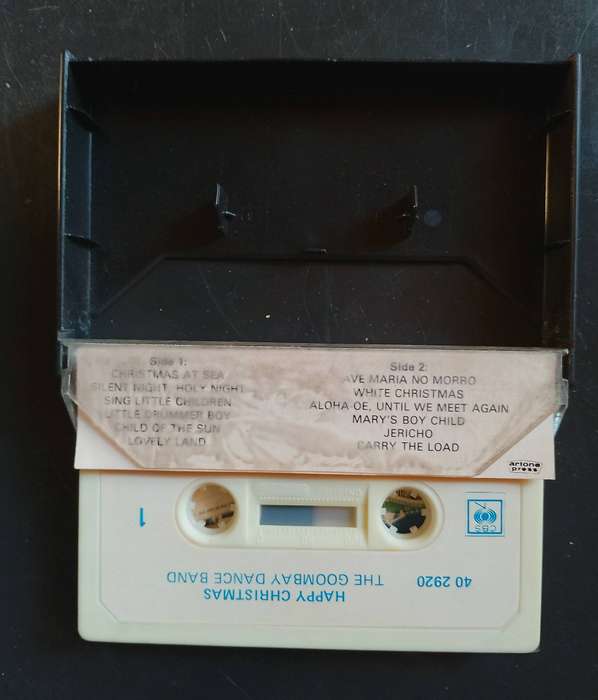 Side 1:
CHRISTMAS AT SEA
SILENT NIGHT, HOLY NIGHT
SING LITTLE CHILDREN
LITTLE DRUMMER BOY
CHILD OF THE SUN
LOVELY LAND
Side 2:
AVE MARIA NO MORRO
WHITE CHRISTMAS
ALOHA OE, UNTIL WE MEET AGAIN
MARY'S BOY CHILD
JERICHO
CARRY THE LOAD
artone
press
CBS
1
40 2920
HAPPY CHRISTMAS
THE GOOMBAY DANCE BAND